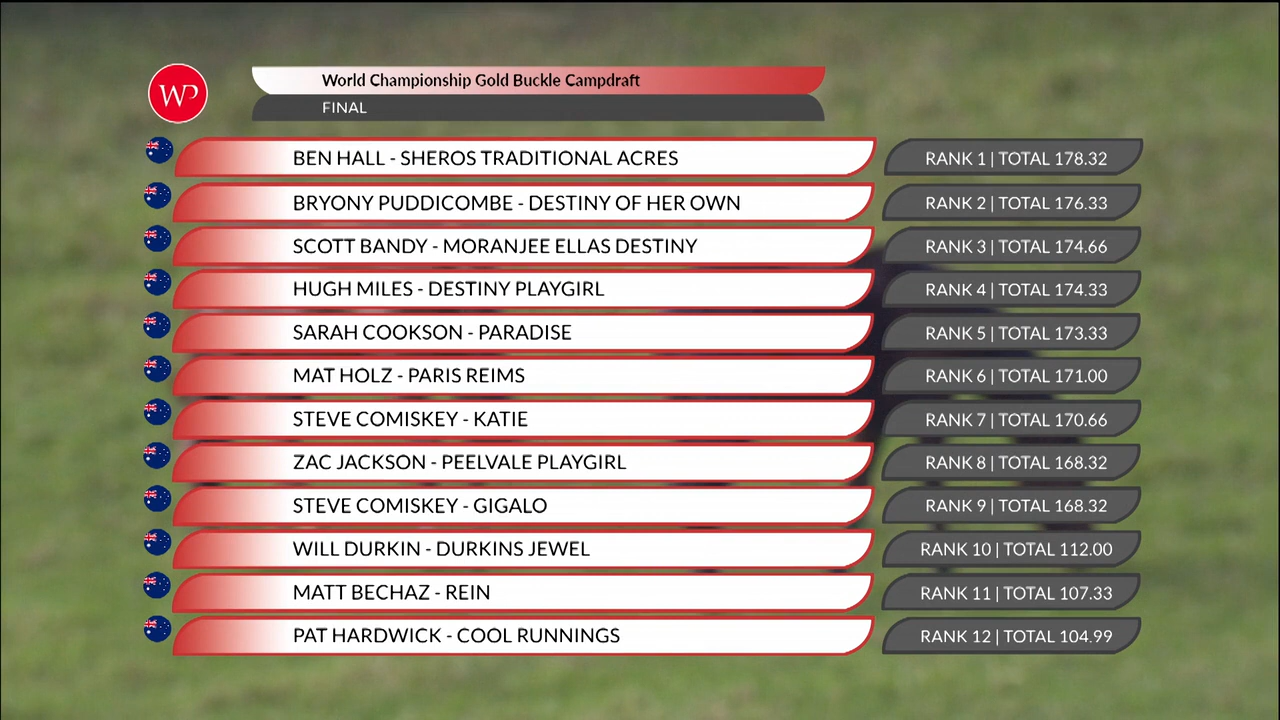 WP
World Championship Gold Buckle Campdraft
FINAL
BEN HALL - SHEROS TRADITIONAL ACRES RANK 1 | TOTAL 178.32
BRYONY PUDDICOMBE - DESTINY OF HER OWN RANK 2 | TOTAL 176.33
SCOTT BANDY - MORANJEE ELLAS DESTINY RANK 3 | TOTAL 174.66
HUGH MILES - DESTINY PLAYGIRL RANK 4 | TOTAL 174.33
SARAH COOKSON - PARADISE RANK 5 | TOTAL 173.33
MAT HOLZ - PARIS REIMS RANK 6 | TOTAL 171.00
STEVE COMISKEY - KATIE RANK 7 | TOTAL 170.66
ZAC JACKSON - PEELVALE PLAYGIRL RANK 8 | TOTAL 168.32
STEVE COMISKEY - GIGALO RANK 9 | TOTAL 168.32
WILL DURKIN - DURKINS JEWEL RANK 10 | TOTAL 112.00
MATT BECHAZ - REIN RANK 11 | TOTAL 107.33
PAT HARDWICK - COOL RUNNINGS RANK 12 | TOTAL 104.99